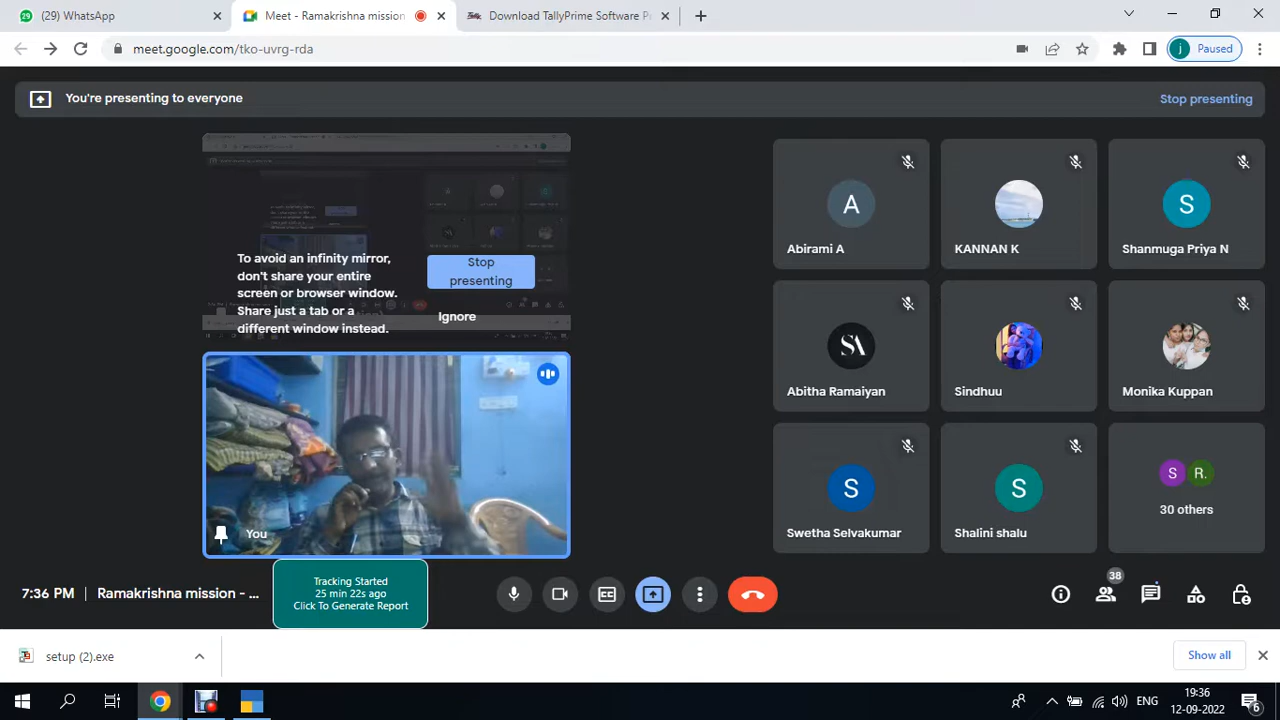 (29) WhatsApp
Meet - Ramakrishna mission
Download TallyPrime Software P
meet.google.com/tko-uvrg-rda
j
Paused
You're presenting to everyone
Stop presenting
To avoid an infinity mirror,
don't share your entire
screen or browser window.
Share just a tab or a
different window instead.
Stop
presenting
Ignore
You
A
Abirami A
KANNAN K
S
Shanmuga Priya N
SA
Abitha Ramaiyan
Sindhuu
Monika Kuppan
S
Swetha Selvakumar
S
Shalini shalu
S
R.
30 others
7:36 PM
Ramakrishna mission - ...
Tracking Started
25 min 22s ago
Click To Generate Report
CC
38
setup (2).exe
Show all
ENG
19:36
12-09-2022
6